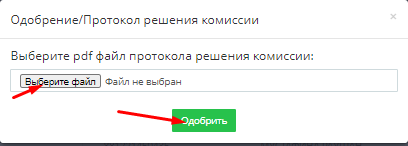 Одобрение/Протокол решения комиссии ×
Выберите pdf файл протокола решения комиссии:
Выберите файл Файл не выбран
Одобрить